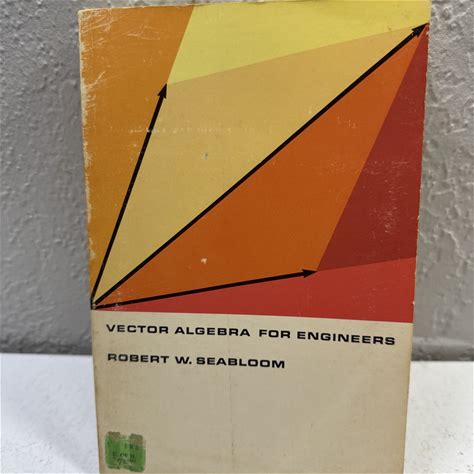 VECTOR ALGEBRA FOR ENGINEERS
ROBERT W. SEABLOOM